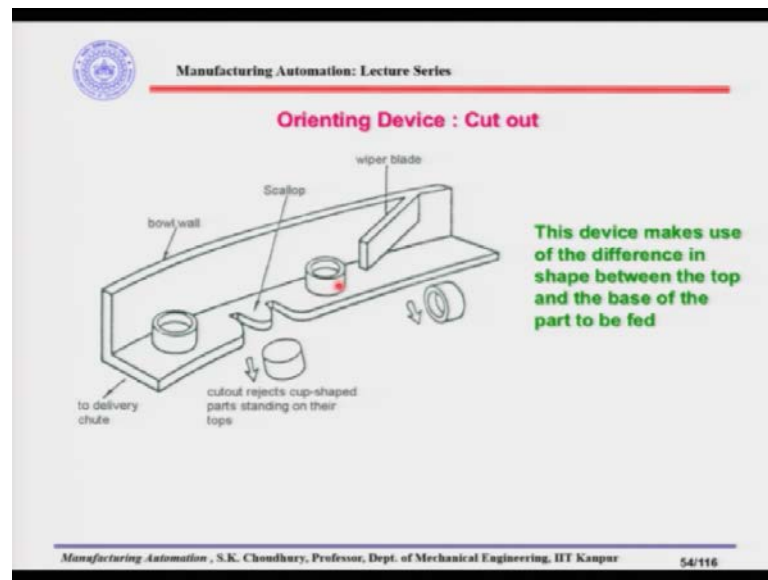 Manufacturing Automation: Lecture Series
Orienting Device : Cut out
wiper blade
Scallop
bowl wall
This device makes use
of the difference in
shape between the top
and the base of the
part to be fed
to delivery
chute
cutout rejects cup-shaped
parts standing on their
tops
Manufacturing Automation , S.K. Choudhury, Professor, Dept. of Mechanical Engineering, IIT Kanpur
54/116